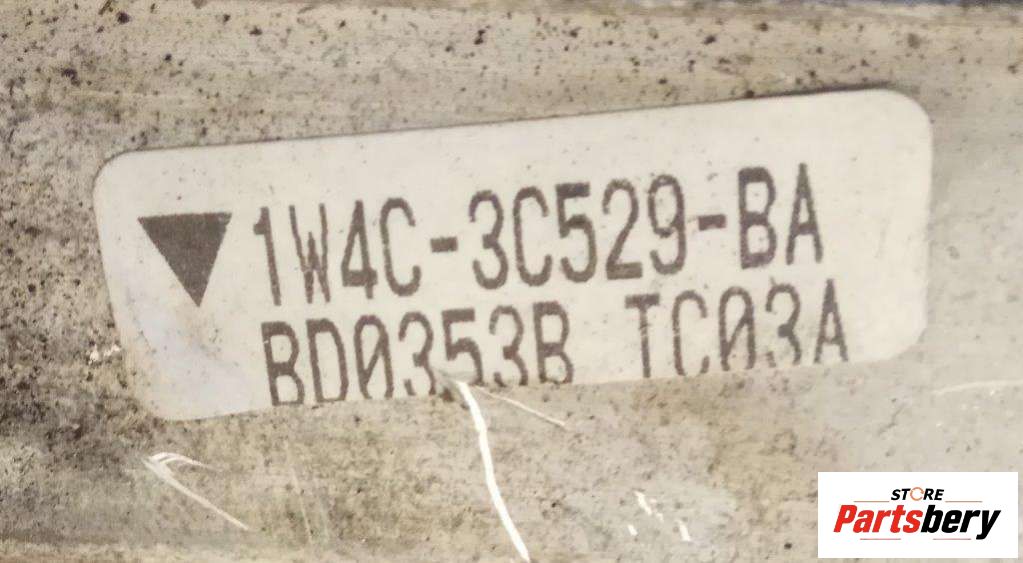 1W4C-3C529-BA
BD0353B TC03A
STORE
Partsbery